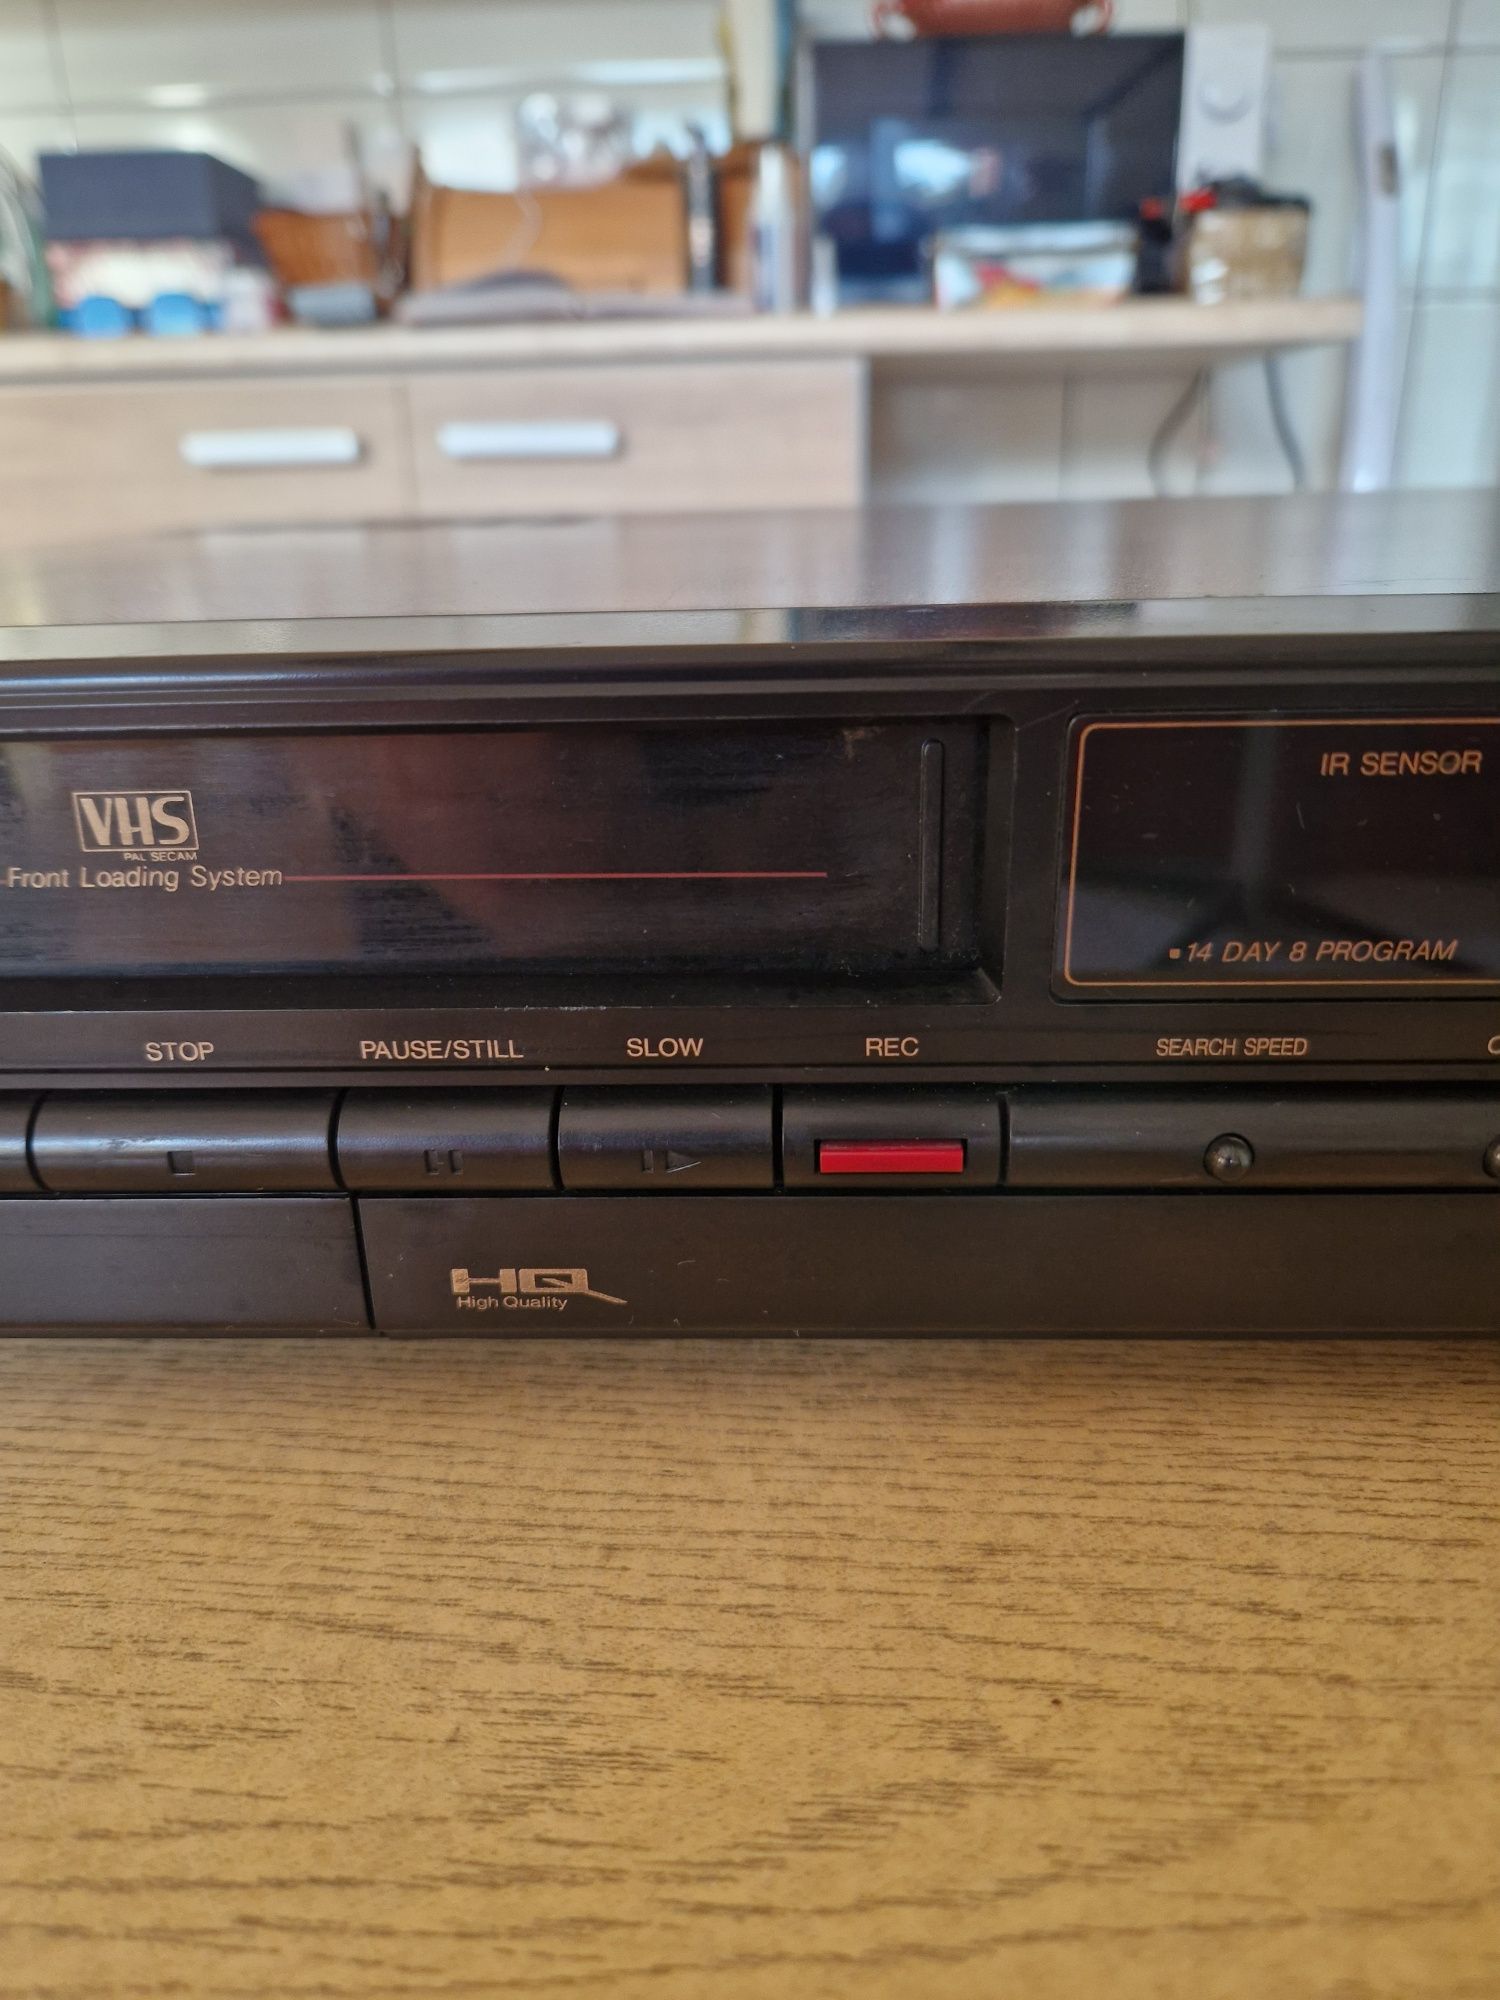 VHS
PAL SECAM
Front Loading System
IR SENSOR
14 DAY 8 PROGRAM
STOP PAUSE/STILL SLOW REC SEARCH SPEED
HQ
High Quality